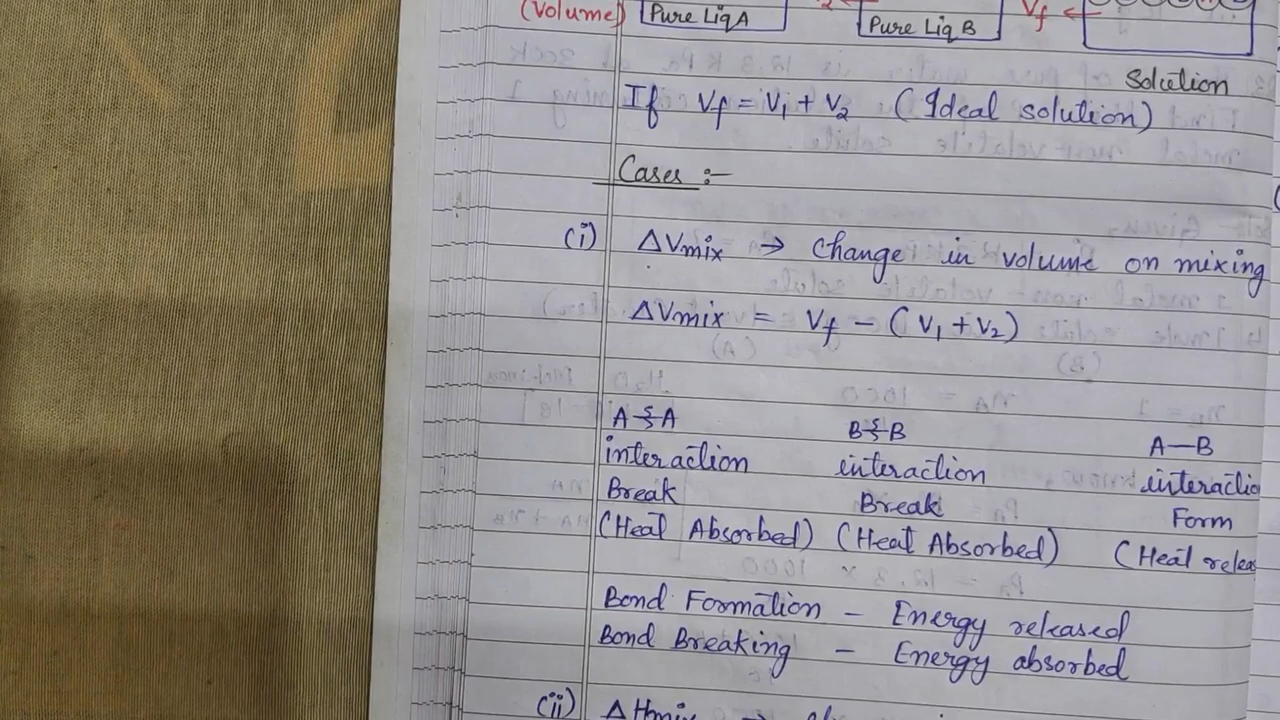 (Volume) Pure Liq A Pure Liq B Vf ←
Solution
If Vf = V1 + V2 (Ideal solution)
Cases :-
(i) ΔVmix → Change in volume on mixing
ΔVmix = Vf - (V1 + V2)
A ⸾ A B ⸾ B A — B
interaction interaction interactio
Break Break Form
(Heat Absorbed) (Heat Absorbed) (Heat relea
Bond Formation - Energy released
Bond Breaking - Energy absorbed
(ii) ΔHmix →